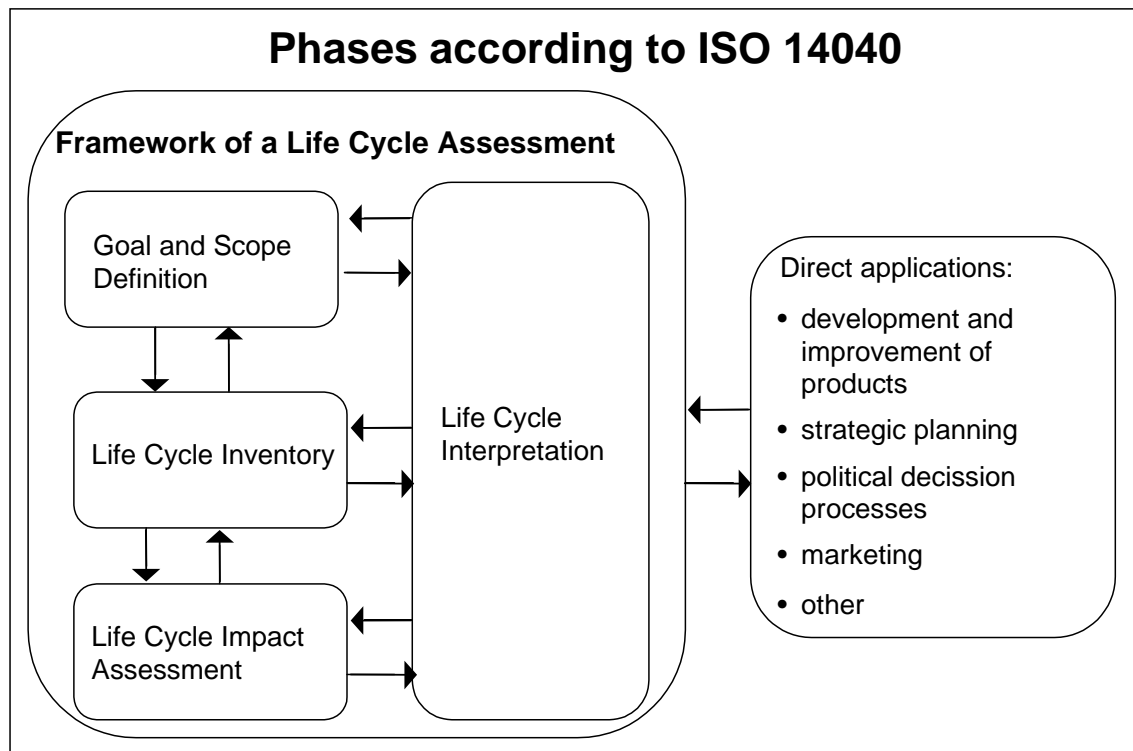 Phases according to ISO 14040
Framework of a Life Cycle Assessment
Goal and Scope
Definition
Life Cycle Inventory
Life Cycle Impact
Assessment
Life Cycle
Interpretation
Direct applications:
• development and
improvement of
products
• strategic planning
• political decission
processes
• marketing
• other